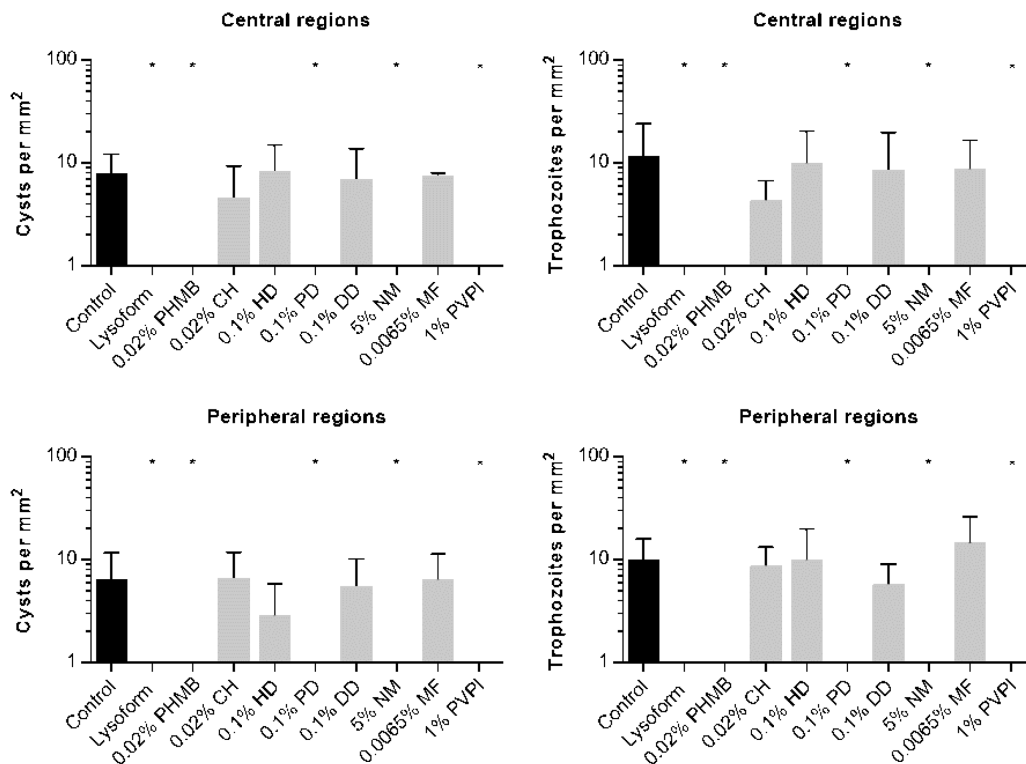 Central regions
100
10
1
Cysts per mm²
* * * * *
Control
Lysoform
0.02% PHMB
0.02% CH
0.1% HD
0.1% PD
0.1% DD
5% NM
0.0065% MF
1% PVPI
Central regions
100
10
1
Trophozoites per mm²
* * * * *
Control
Lysoform
0.02% PHMB
0.02% CH
0.1% HD
0.1% PD
0.1% DD
5% NM
0.0065% MF
1% PVPI
Peripheral regions
100
10
1
Cysts per mm²
* * * * *
Control
Lysoform
0.02% PHMB
0.02% CH
0.1% HD
0.1% PD
0.1% DD
5% NM
0.0065% MF
1% PVPI
Peripheral regions
100
10
1
Trophozoites per mm²
* * * * *
Control
Lysoform
0.02% PHMB
0.02% CH
0.1% HD
0.1% PD
0.1% DD
5% NM
0.0065% MF
1% PVPI